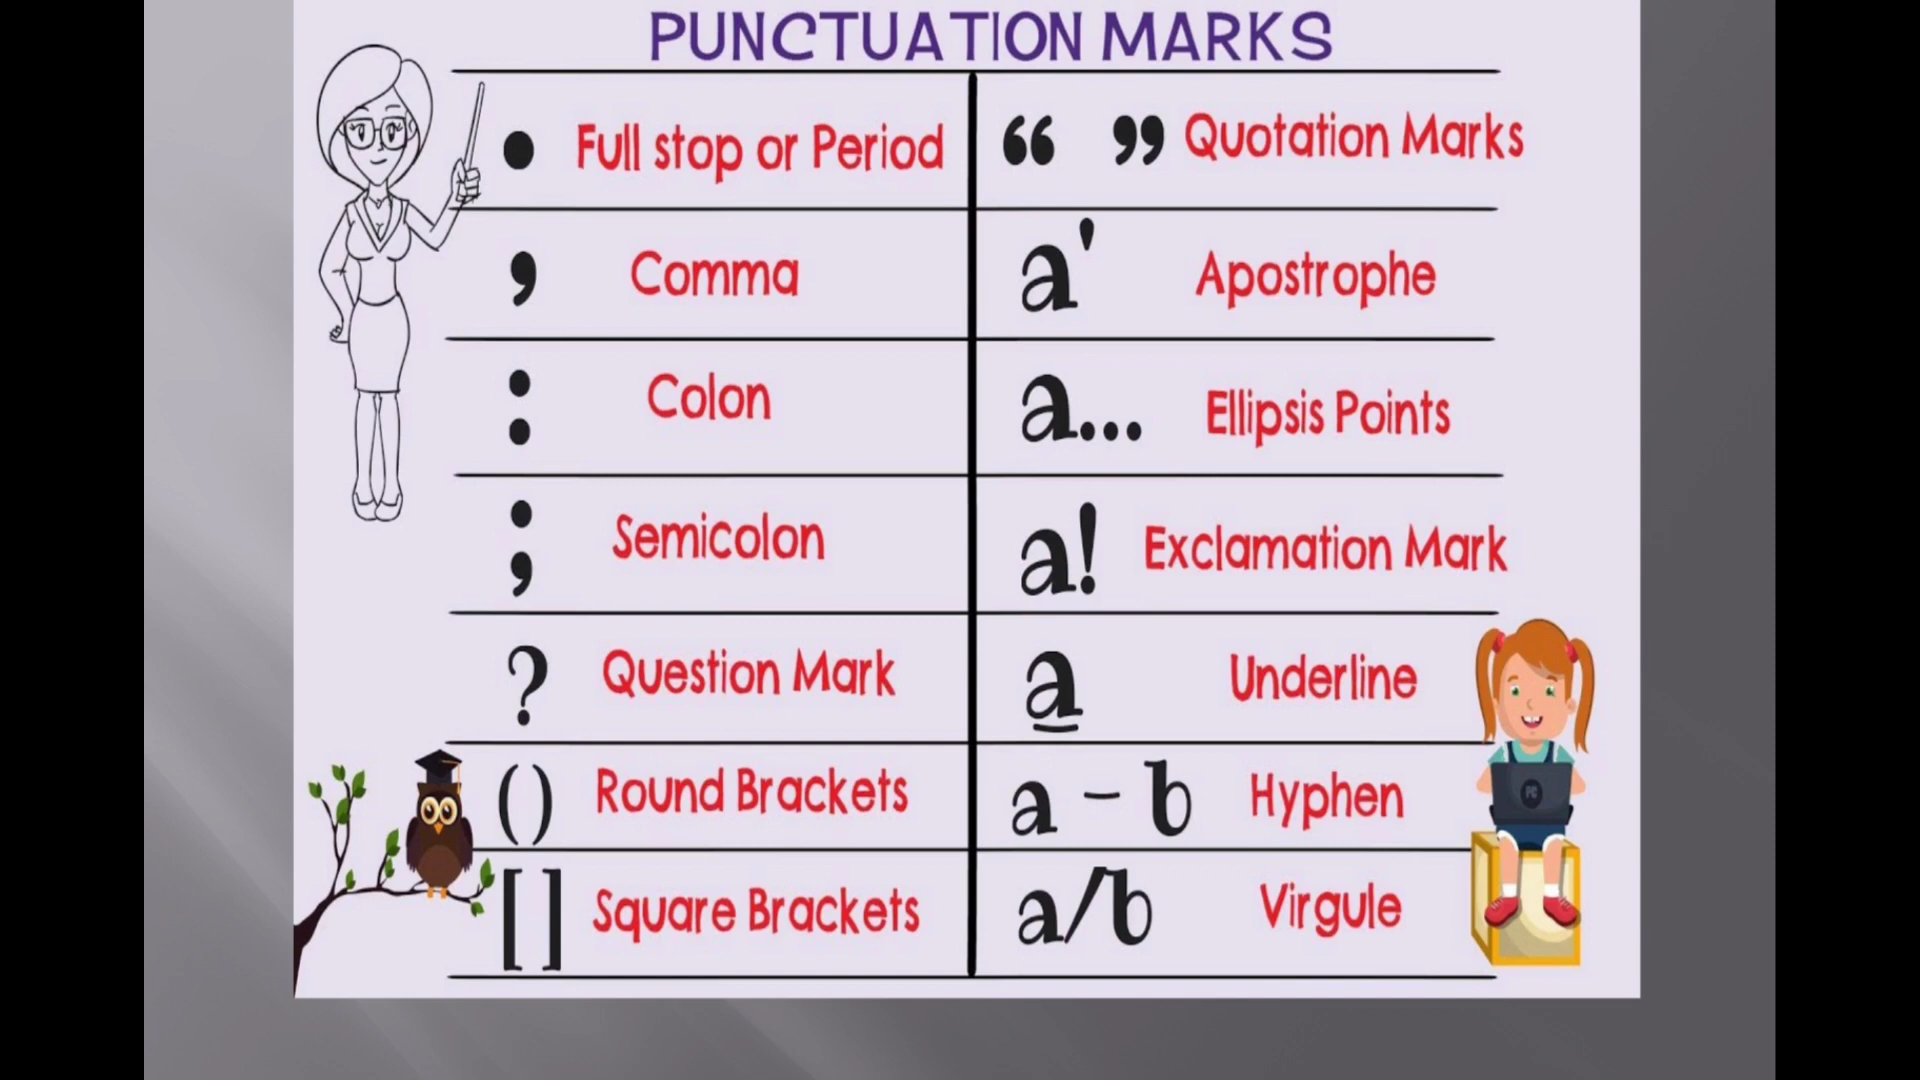 PUNCTUATION MARKS
• Full stop or Period
“ ” Quotation Marks
, Comma
a' Apostrophe
: Colon
a... Ellipsis Points
; Semicolon
a! Exclamation Mark
? Question Mark
a Underline
() Round Brackets
a - b Hyphen
[ ] Square Brackets
a/b Virgule
PC